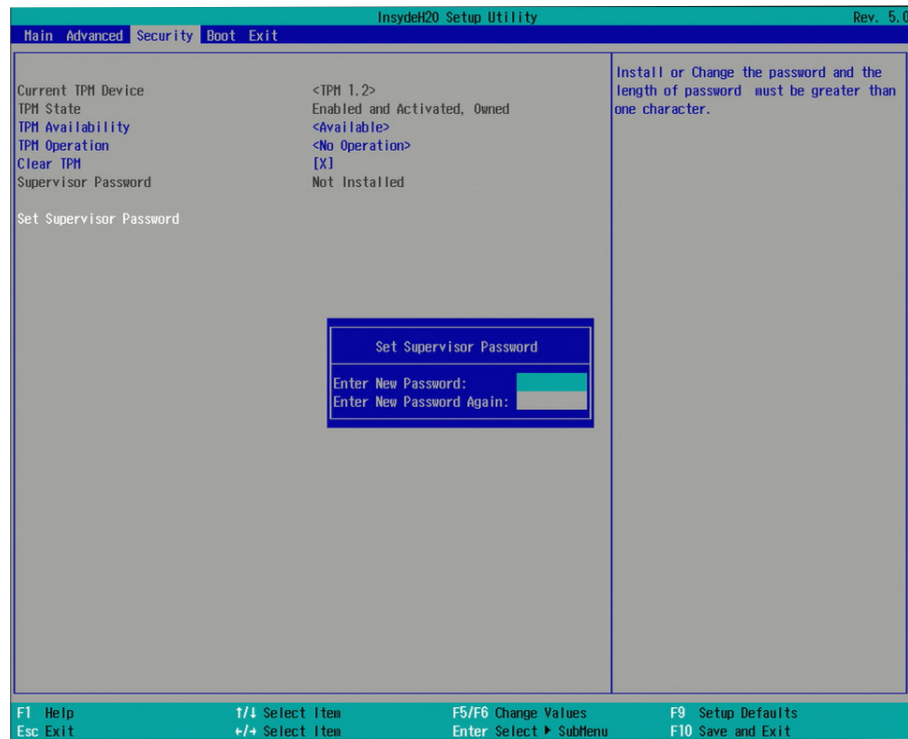 InsydeH20 Setup Utility Rev. 5.0
Main Advanced Security Boot Exit
Current TPM Device <TPM 1.2>
TPM State Enabled and Activated, Owned
TPM Availability <Available>
TPM Operation <No Operation>
Clear TPM [X]
Supervisor Password Not Installed
Set Supervisor Password
Install or Change the password and the
length of password must be greater than
one character.
Set Supervisor Password
Enter New Password:
Enter New Password Again:
F1 Help ↑/↓ Select Item F5/F6 Change Values F9 Setup Defaults
Esc Exit ←/→ Select Item Enter Select ▶ SubMenu F10 Save and Exit